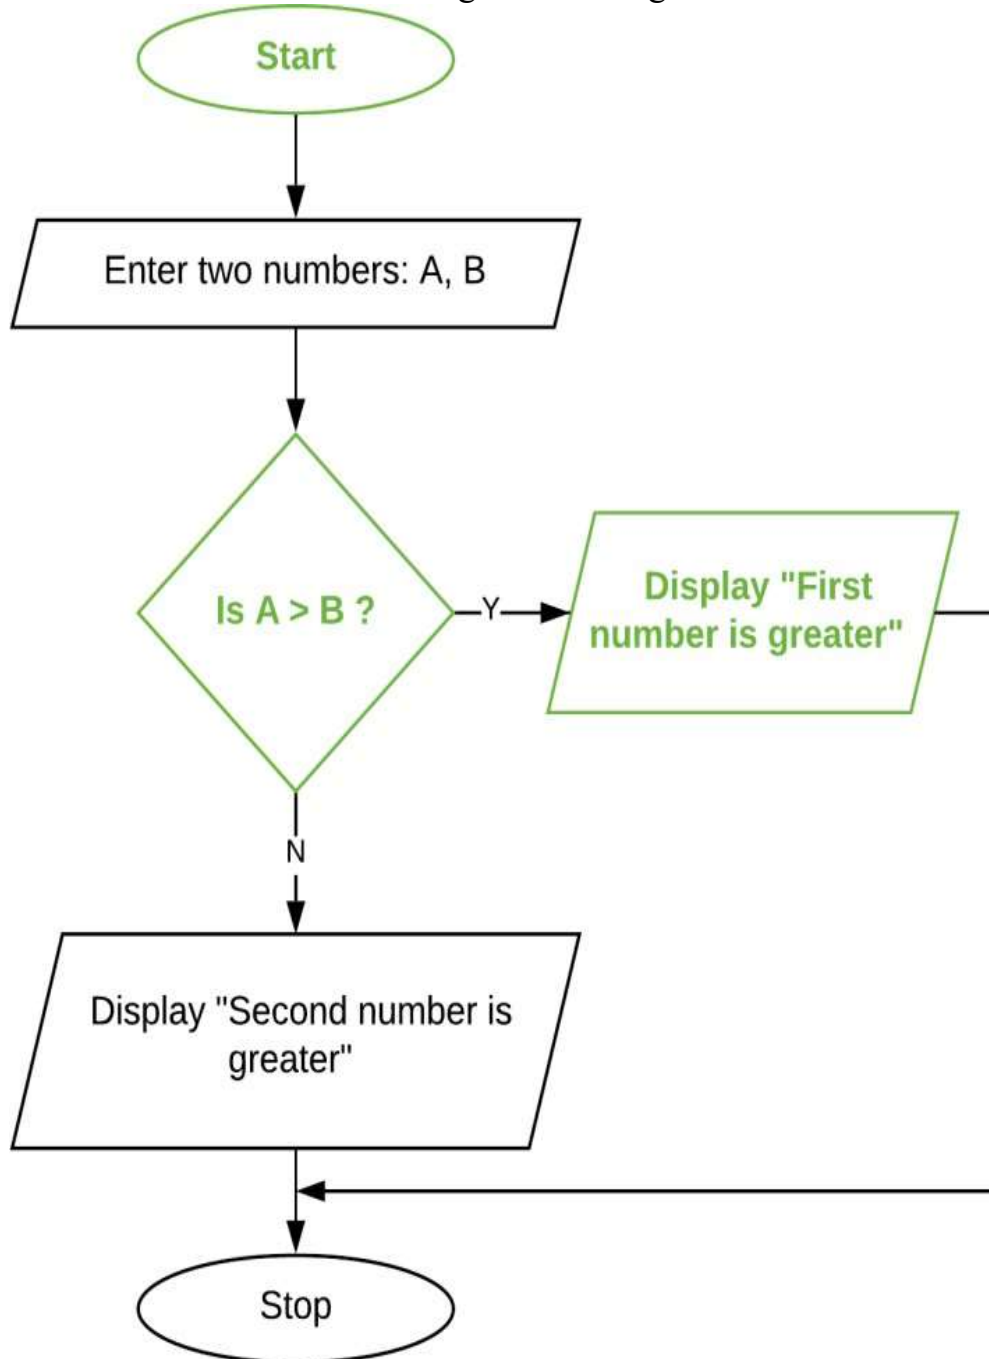 Start
Enter two numbers: A, B
Is A > B ?
Y
Display "First
number is greater"
N
Display "Second number is
greater"
Stop